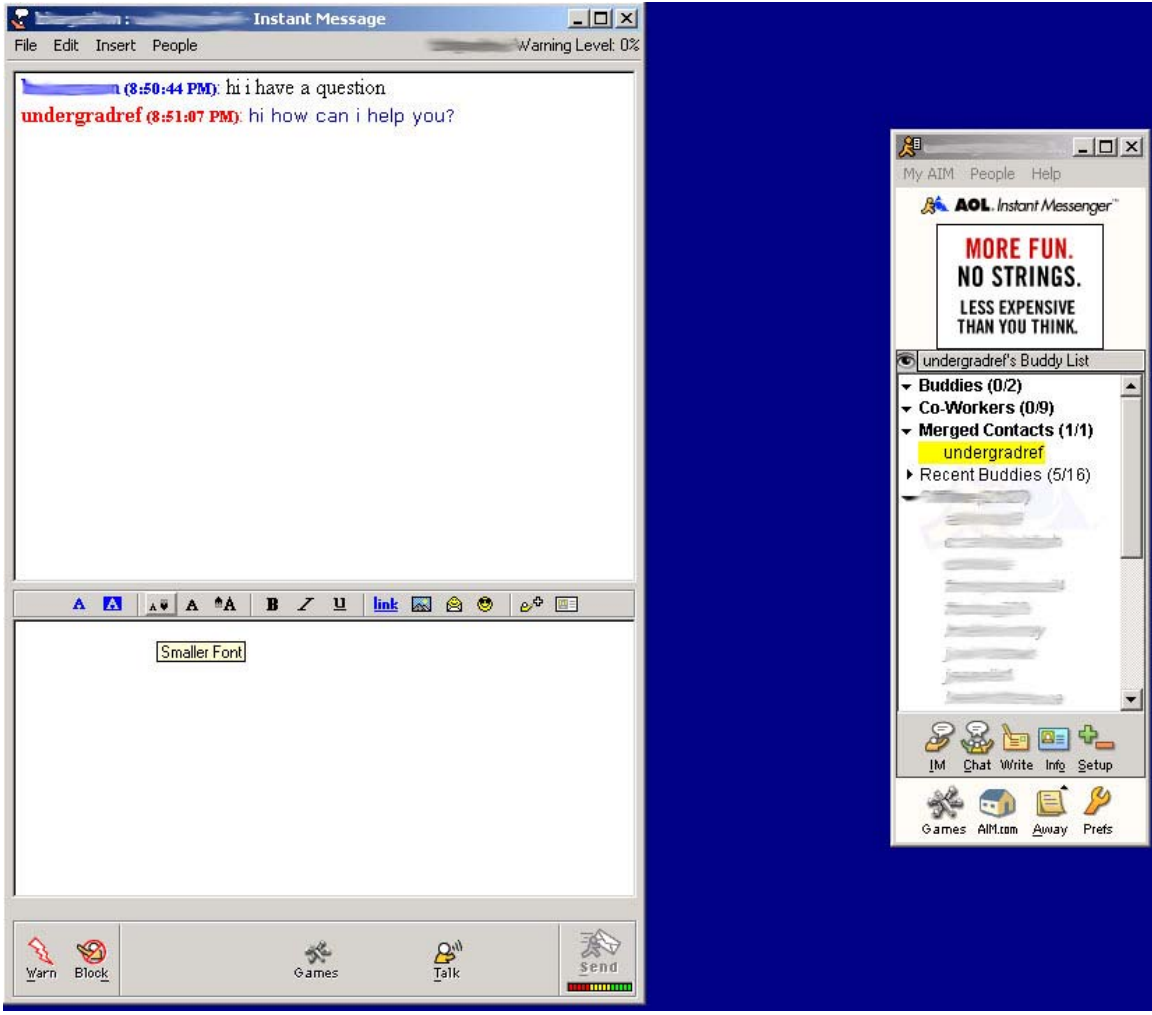 : Instant Message
File Edit Insert People Warning Level: 0%
(8:50:44 PM): hi i have a question
undergradref (8:51:07 PM): hi how can i help you?
A A A A A B I U link
Smaller Font
Warn Block Games Talk Send
My AIM People Help
AOL Instant Messenger™
MORE FUN.
NO STRINGS.
LESS EXPENSIVE
THAN YOU THINK.
undergradref's Buddy List
Buddies (0/2)
Co-Workers (0/9)
Merged Contacts (1/1)
undergradref
Recent Buddies (5/16)
IM Chat Write Info Setup
Games AIM.com Away Prefs